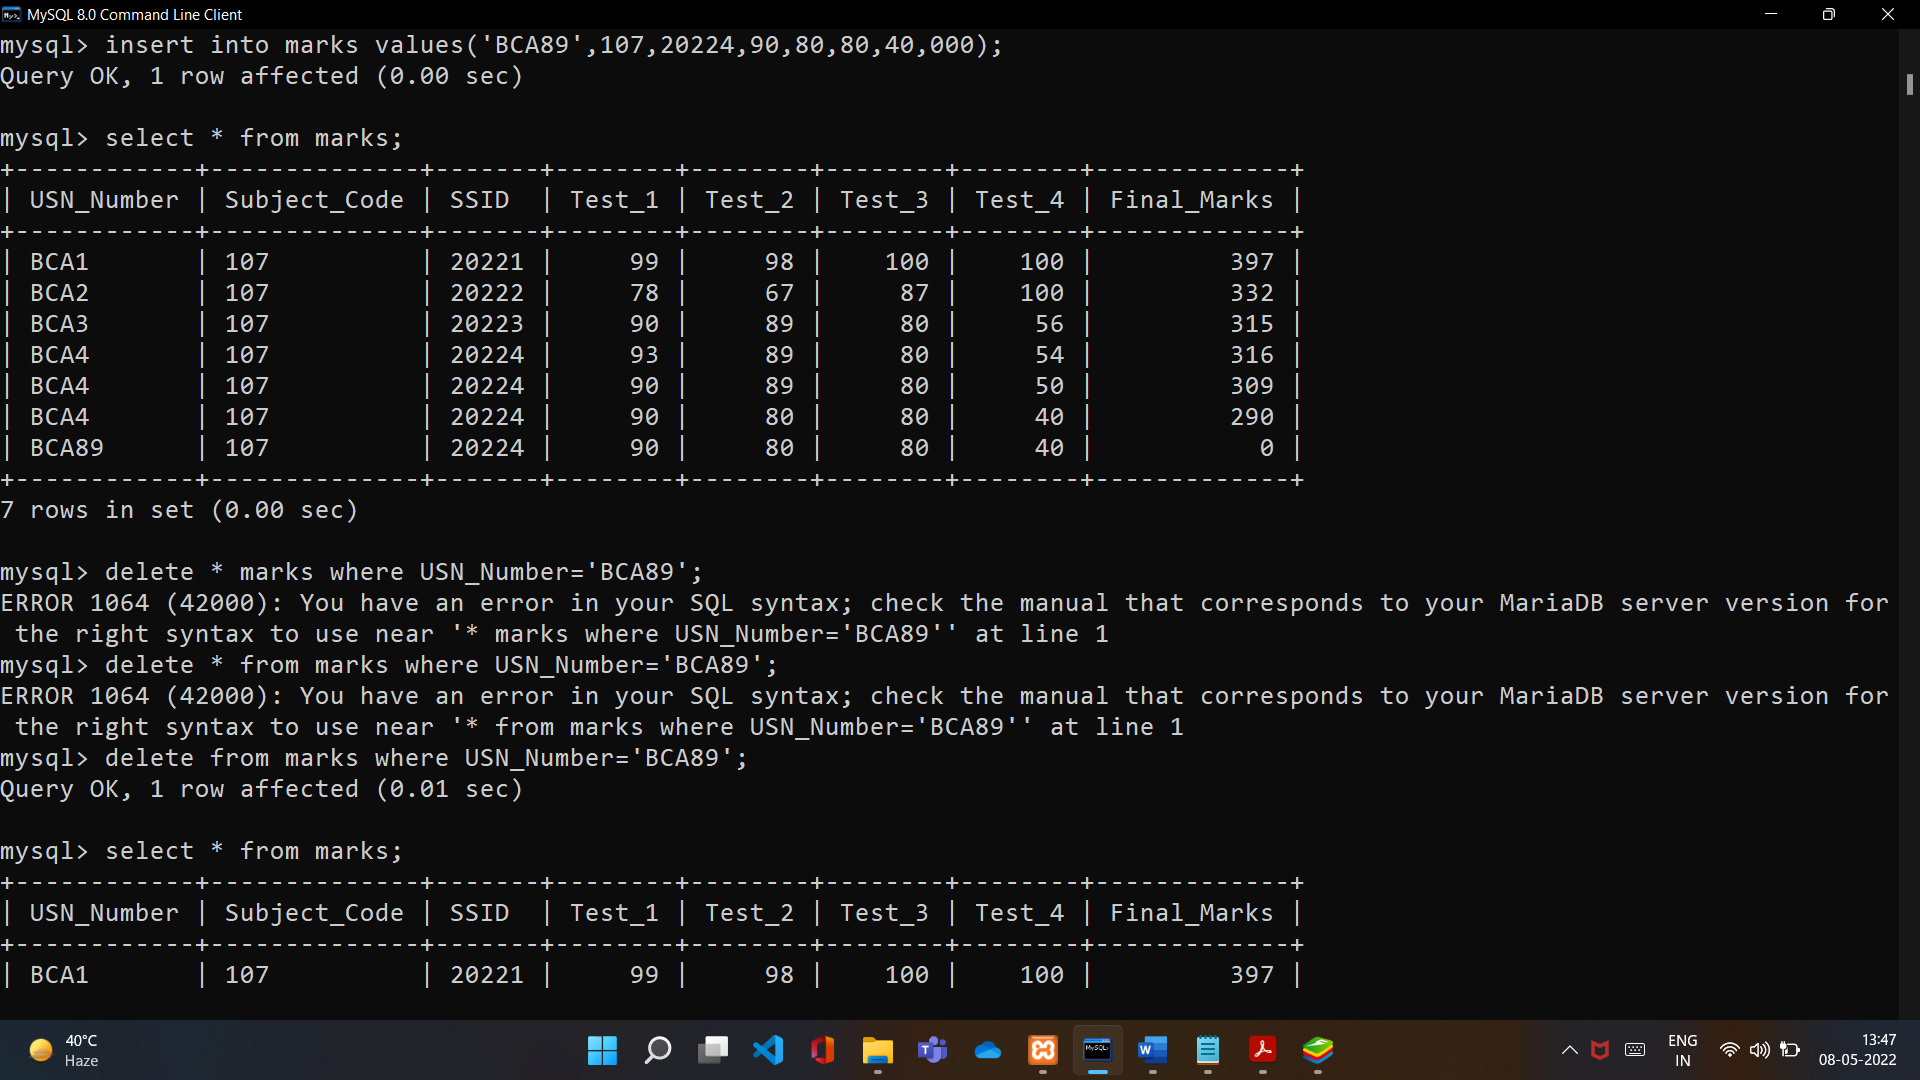 MySQL 8.0 Command Line Client
mysql> insert into marks values('BCA89',107,20224,90,80,80,40,000);
Query OK, 1 row affected (0.00 sec)
mysql> select * from marks;
+------------+--------------+-------+--------+--------+--------+--------+-------------+
| USN_Number | Subject_Code | SSID  | Test_1 | Test_2 | Test_3 | Test_4 | Final_Marks |
+------------+--------------+-------+--------+--------+--------+--------+-------------+
| BCA1       | 107          | 20221 |     99 |     98 |    100 |    100 |         397 |
| BCA2       | 107          | 20222 |     78 |     67 |     87 |    100 |         332 |
| BCA3       | 107          | 20223 |     90 |     89 |     80 |     56 |         315 |
| BCA4       | 107          | 20224 |     93 |     89 |     80 |     54 |         316 |
| BCA4       | 107          | 20224 |     90 |     89 |     80 |     50 |         309 |
| BCA4       | 107          | 20224 |     90 |     80 |     80 |     40 |         290 |
| BCA89      | 107          | 20224 |     90 |     80 |     80 |     40 |           0 |
+------------+--------------+-------+--------+--------+--------+--------+-------------+
7 rows in set (0.00 sec)
mysql> delete * marks where USN_Number='BCA89';
ERROR 1064 (42000): You have an error in your SQL syntax; check the manual that corresponds to your MariaDB server version for
 the right syntax to use near '* marks where USN_Number='BCA89'' at line 1
mysql> delete * from marks where USN_Number='BCA89';
ERROR 1064 (42000): You have an error in your SQL syntax; check the manual that corresponds to your MariaDB server version for
 the right syntax to use near '* from marks where USN_Number='BCA89'' at line 1
mysql> delete from marks where USN_Number='BCA89';
Query OK, 1 row affected (0.01 sec)
mysql> select * from marks;
+------------+--------------+-------+--------+--------+--------+--------+-------------+
| USN_Number | Subject_Code | SSID  | Test_1 | Test_2 | Test_3 | Test_4 | Final_Marks |
+------------+--------------+-------+--------+--------+--------+--------+-------------+
| BCA1       | 107          | 20221 |     99 |     98 |    100 |    100 |         397 |
40°C
Haze
ENG
IN
13:47
08-05-2022